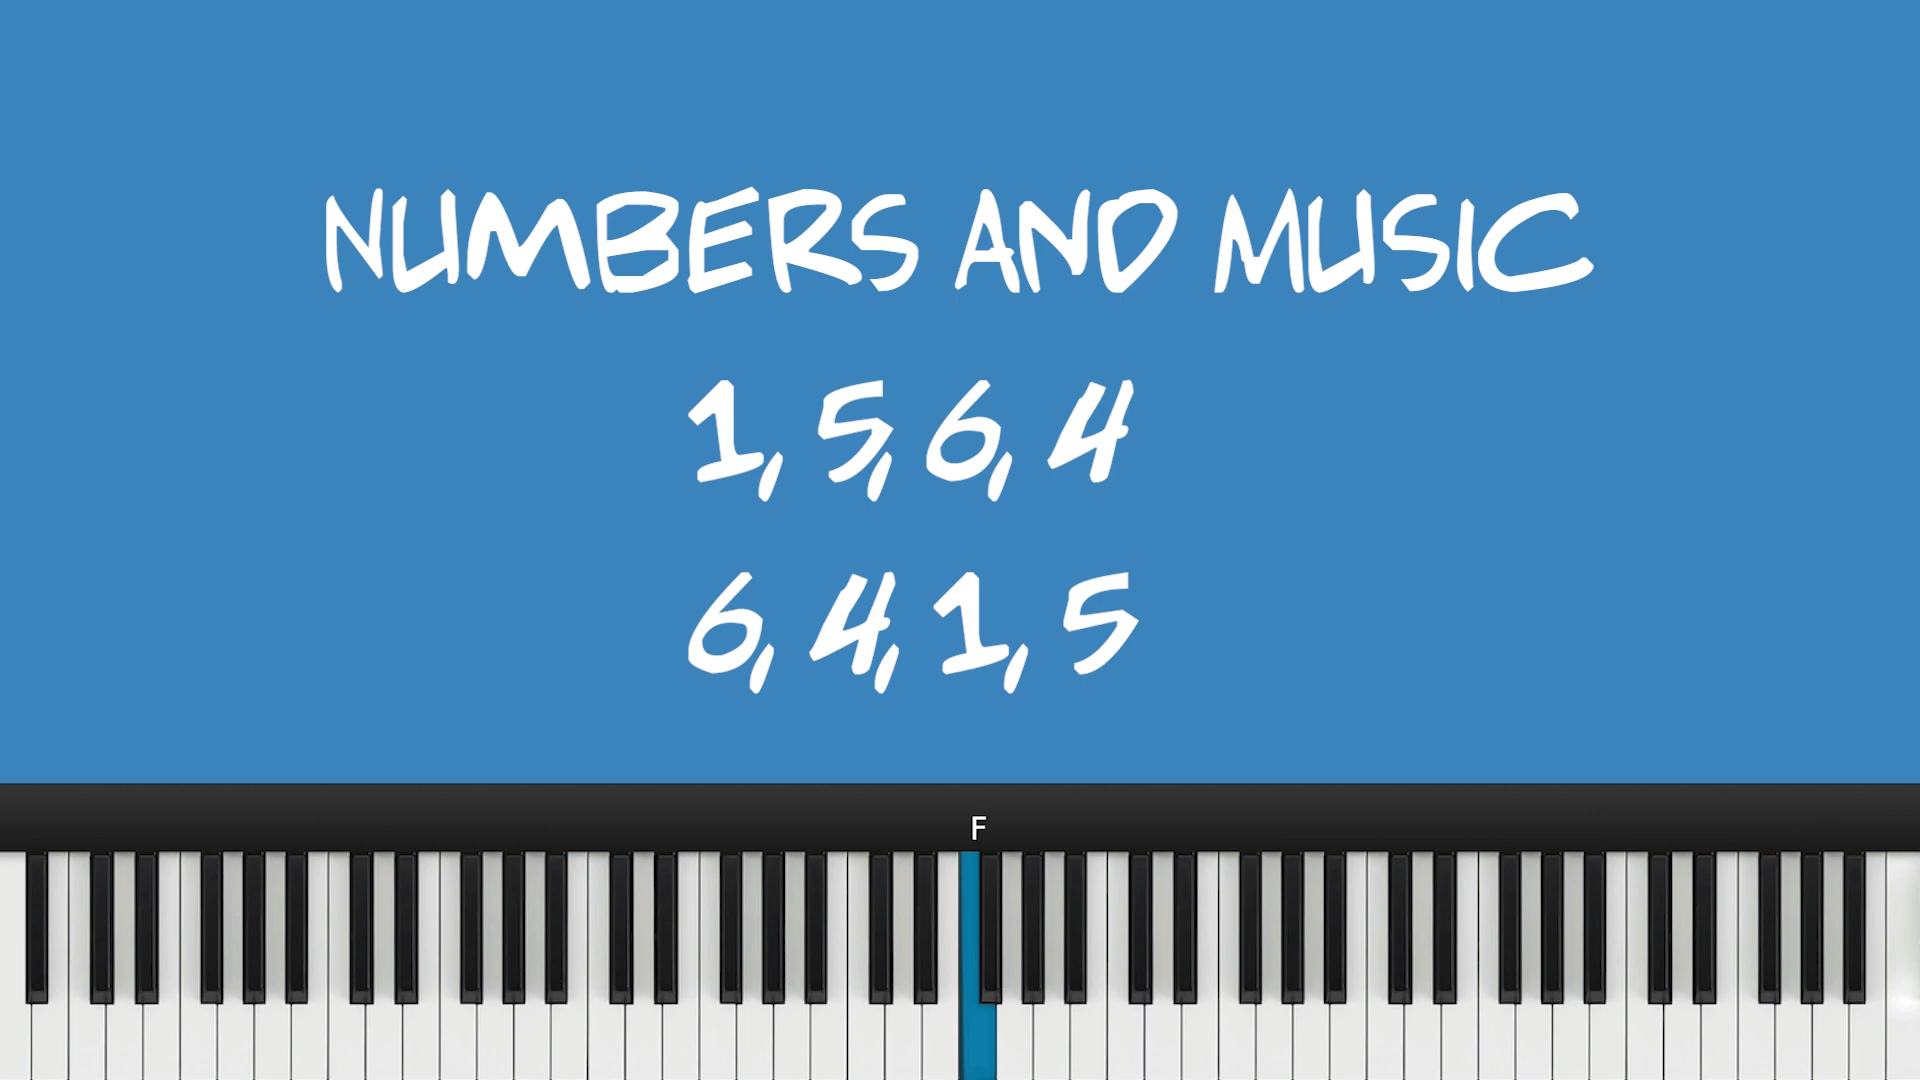 NUMBERS AND MUSIC
1, 5, 6, 4
6, 4, 1, 5
F